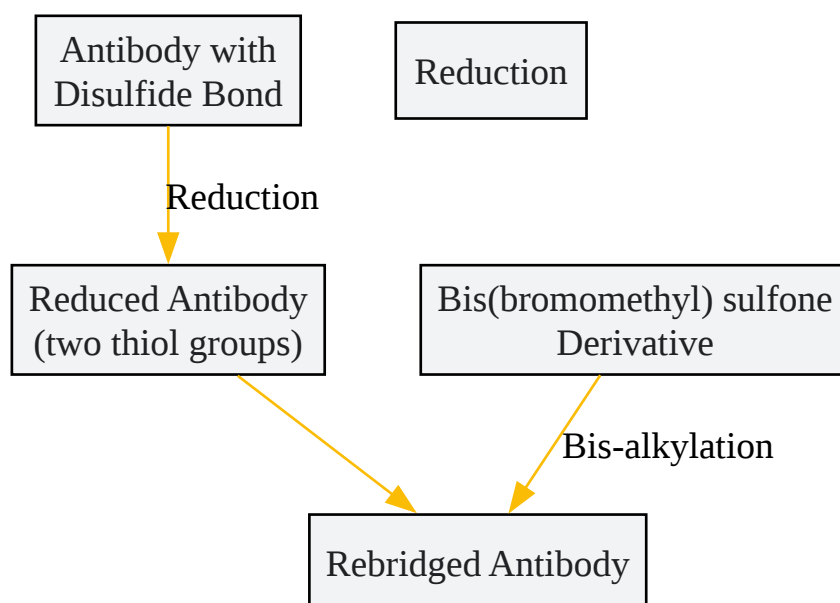 Antibody with
Disulfide Bond
Reduction
Reduction
Reduced Antibody
(two thiol groups)
Bis(bromomethyl) sulfone
Derivative
Bis-alkylation
Rebridged Antibody